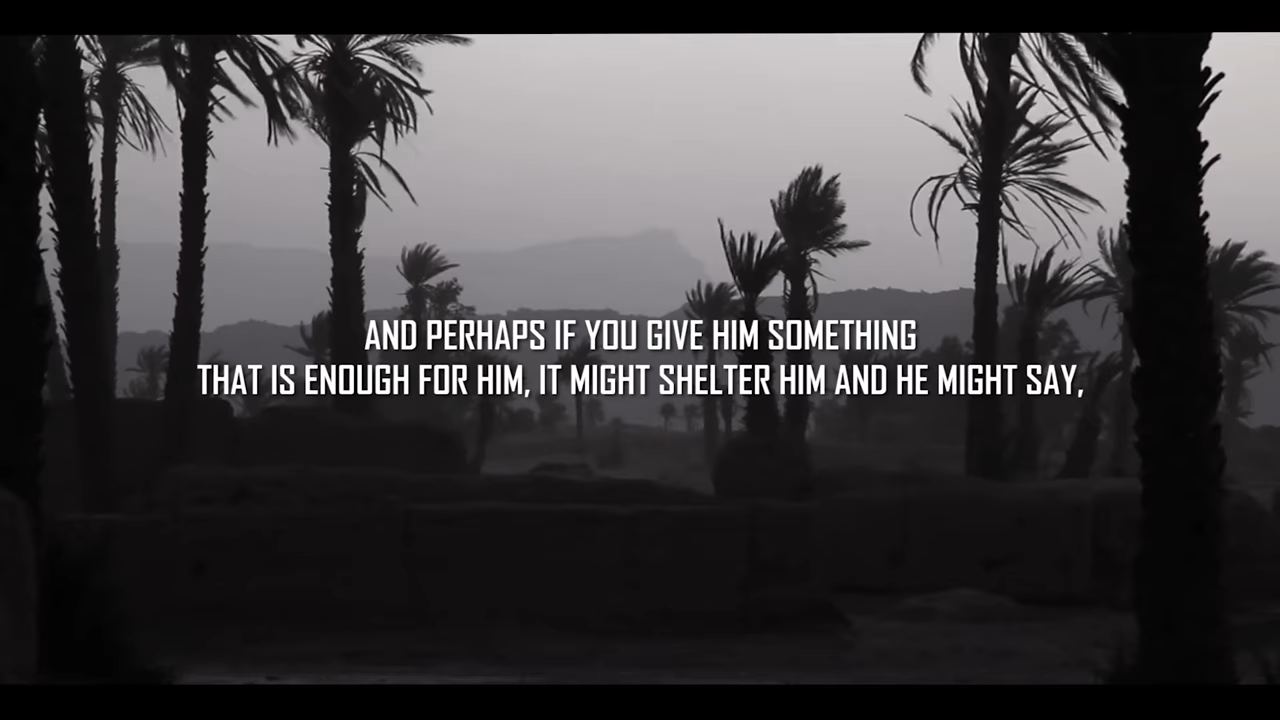 AND PERHAPS IF YOU GIVE HIM SOMETHING
THAT IS ENOUGH FOR HIM, IT MIGHT SHELTER HIM AND HE MIGHT SAY,